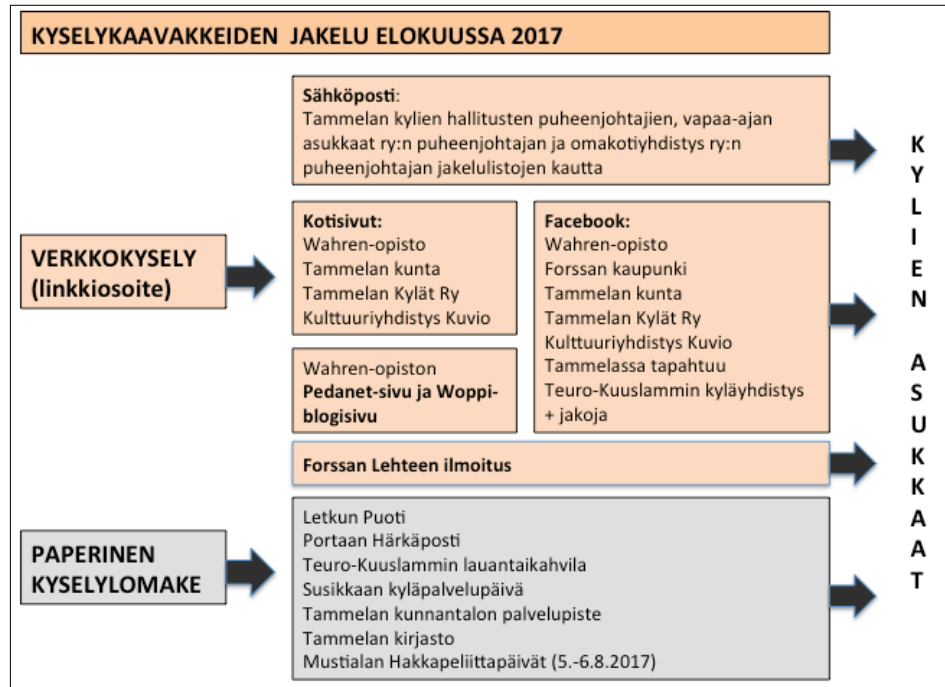 KYSELYKAAVAKKEIDEN JAKELU ELOKUUSSA 2017
Sähköposti:
Tammelan kylien hallitusten puheenjohtajien, vapaa-ajan
asukkaat ry:n puheenjohtajan ja omakotiyhdistys ry:n
puheenjohtajan jakelulistojen kautta
VERKKOKYSELY
(linkkiosoite)
Kotisivut:
Wahren-opisto
Tammelan kunta
Tammelan Kylät Ry
Kulttuuriyhdistys Kuvio
Wahren-opiston
Pedanet-sivu ja Woppi-
blogisivu
Facebook:
Wahren-opisto
Forssan kaupunki
Tammelan kunta
Tammelan Kylät Ry
Kulttuuriyhdistys Kuvio
Tammelassa tapahtuu
Teuro-Kuuslammin kyläyhdistys
+ jakoja
Forssan Lehteen ilmoitus
PAPERINEN
KYSELYLOMAKE
Letkun Puoti
Portaan Härkäposti
Teuro-Kuuslammin lauantaikahvila
Susikkaan kyläpalvelupäivä
Tammelan kunnantalon palvelupiste
Tammelan kirjasto
Mustialan Hakkapeliittapäivät (5.-6.8.2017)
KYLIEN ASUKKAAT